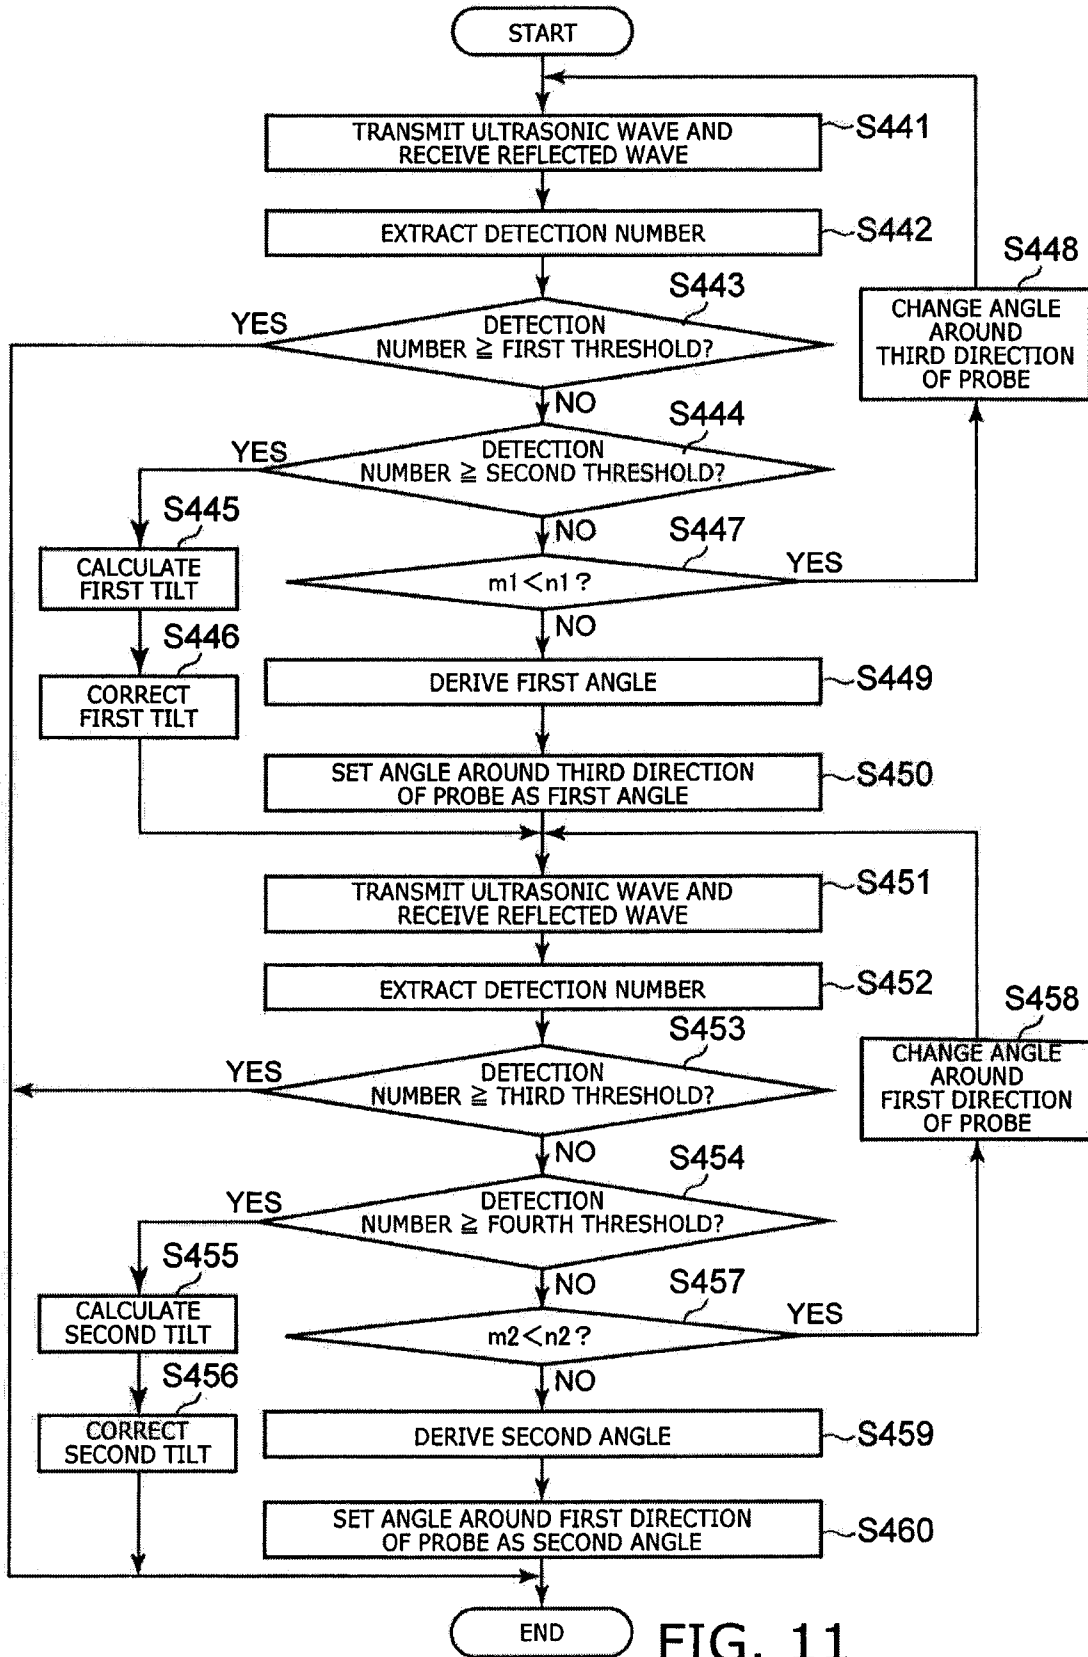 START
TRANSMIT ULTRASONIC WAVE AND
RECEIVE REFLECTED WAVE
S441
EXTRACT DETECTION NUMBER
S442
S443
DETECTION
NUMBER ≧ FIRST THRESHOLD?
YES
NO
S448
CHANGE ANGLE
AROUND
THIRD DIRECTION
OF PROBE
S444
DETECTION
NUMBER ≧ SECOND THRESHOLD?
YES
NO
S445
CALCULATE
FIRST TILT
S447
m1<n1?
YES
NO
S446
CORRECT
FIRST TILT
DERIVE FIRST ANGLE
S449
SET ANGLE AROUND THIRD DIRECTION
OF PROBE AS FIRST ANGLE
S450
TRANSMIT ULTRASONIC WAVE AND
RECEIVE REFLECTED WAVE
S451
EXTRACT DETECTION NUMBER
S452
S453
DETECTION
NUMBER ≧ THIRD THRESHOLD?
YES
NO
S458
CHANGE ANGLE
AROUND
FIRST DIRECTION
OF PROBE
S454
DETECTION
NUMBER ≧ FOURTH THRESHOLD?
YES
NO
S455
CALCULATE
SECOND TILT
S457
m2<n2?
YES
NO
S456
CORRECT
SECOND TILT
DERIVE SECOND ANGLE
S459
SET ANGLE AROUND FIRST DIRECTION
OF PROBE AS SECOND ANGLE
S460
END
FIG. 11